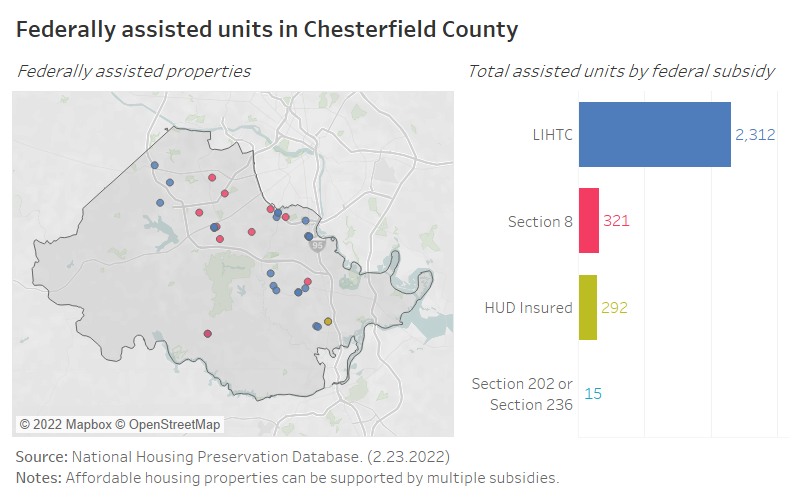 Federally assisted units in Chesterfield County
Federally assisted properties
Total assisted units by federal subsidy
95
© 2022 Mapbox © OpenStreetMap
LIHTC
2,312
Section 8
321
HUD Insured
292
Section 202 or
Section 236
15
Source: National Housing Preservation Database. (2.23.2022)
Notes: Affordable housing properties can be supported by multiple subsidies.